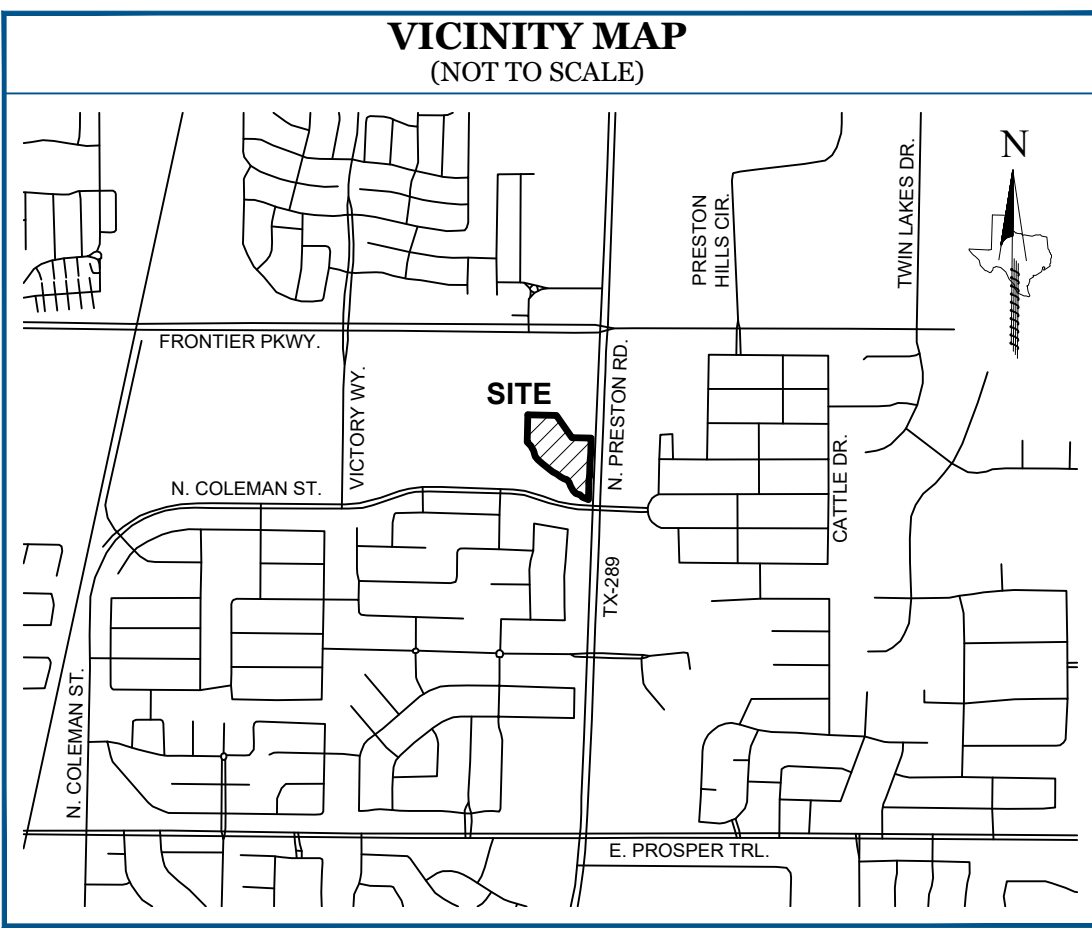 VICINITY MAP
(NOT TO SCALE)
N
TWIN LAKES DR.
PRESTON
HILLS CIR.
FRONTIER PKWY.
N. PRESTON RD.
VICTORY WY.
SITE
CATTLE DR.
N. COLEMAN ST.
TX-289
N. COLEMAN ST.
E. PROSPER TRL.